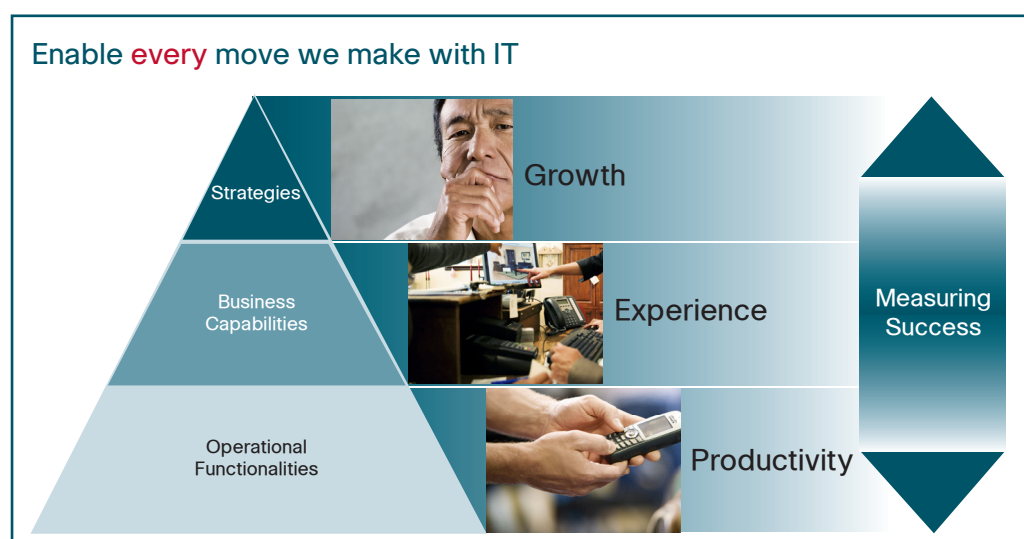 Enable every move we make with IT
Strategies
Growth
Business
Capabilities
Experience
Measuring
Success
Operational
Functionalities
Productivity